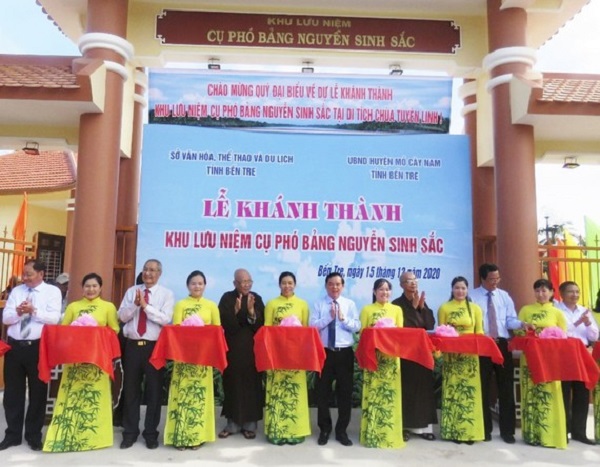 KHU LƯU NIỆM
CỤ PHÓ BẢNG NGUYỄN SINH SẮC
CHÀO MỪNG QUÝ ĐẠI BIỂU VỀ DỰ LỄ KHÁNH THÀNH
KHU LƯU NIỆM CỤ PHÓ BẢNG NGUYỄN SINH SẮC TẠI DI TÍCH CHÙA TUYÊN LINH
SỞ VĂN HÓA, THỂ THAO VÀ DU LỊCH
TỈNH BẾN TRE
UBND HUYỆN MỎ CÀY NAM
TỈNH BẾN TRE
LỄ KHÁNH THÀNH
KHU LƯU NIỆM CỤ PHÓ BẢNG NGUYỄN SINH SẮC
Bến Tre, ngày 15 tháng 12 năm 2020